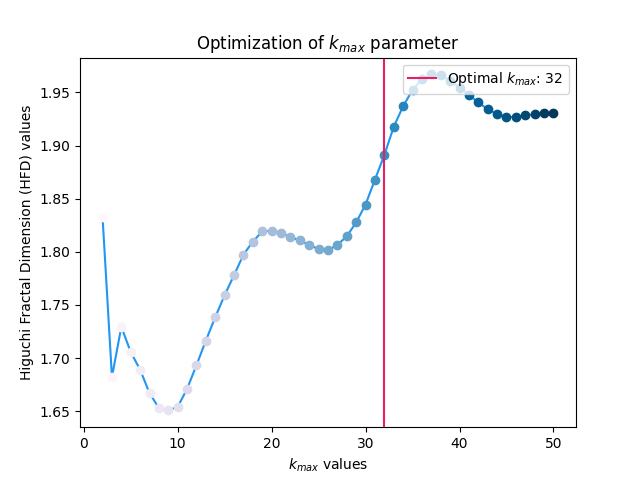 Optimization of k_max parameter
Optimal k_max: 32
Higuchi Fractal Dimension (HFD) values
1.95
1.90
1.85
1.80
1.75
1.70
1.65
0 10 20 30 40 50
k_max values